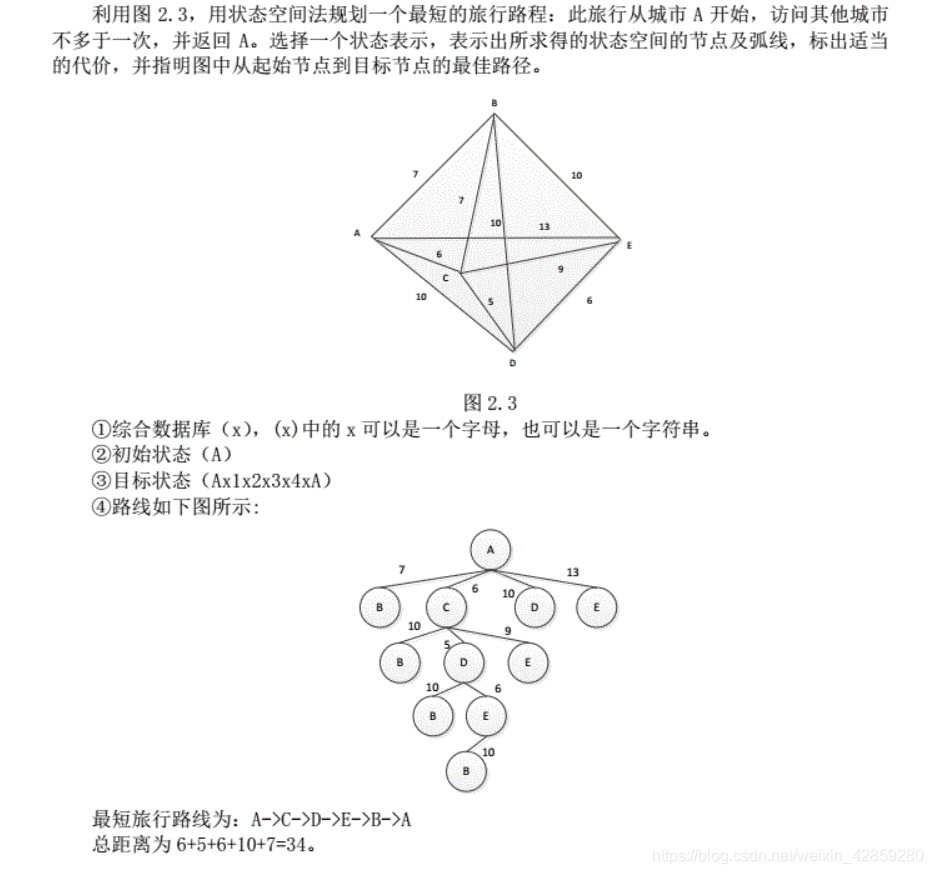 利用图 2.3，用状态空间法规划一个最短的旅行路程：此旅行从城市 A 开始，访问其他城市
不多于一次，并返回 A。选择一个状态表示，表示出所求得的状态空间的节点及弧线，标出适当
的代价，并指明图中从起始节点到目标节点的最佳路径。
B
7
10
7
10
13
A
E
6
C
9
10
5
6
D
图 2.3
①综合数据库（x），(x)中的 x 可以是一个字母，也可以是一个字符串。
②初始状态（A）
③目标状态（Ax1x2x3x4xA）
④路线如下图所示:
A
7
13
6
10
B
C
D
E
10
9
5
B
D
E
10
6
B
E
10
B
最短旅行路线为: A->C->D->E->B->A
总距离为 6+5+6+10+7=34。
https://blog.csdn.net/weixin_42859280